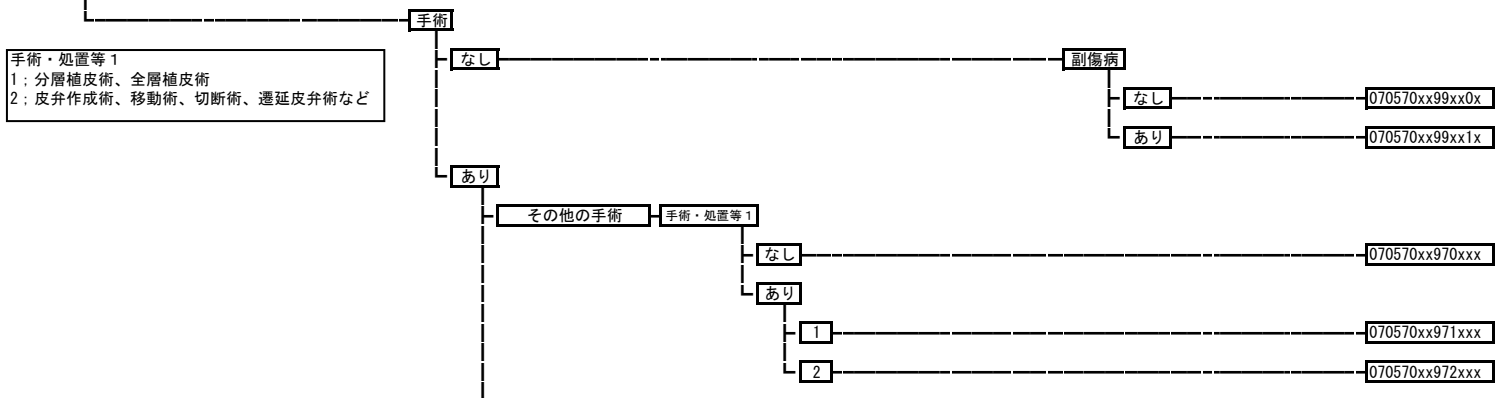 手術
手術・処置等１
1；分層植皮術、全層植皮術
2；皮弁作成術、移動術、切断術、遷延皮弁術など
なし
副傷病
なし
070570xx99xx0x
あり
070570xx99xx1x
あり
その他の手術
手術・処置等１
なし
070570xx970xxx
あり
1
070570xx971xxx
2
070570xx972xxx